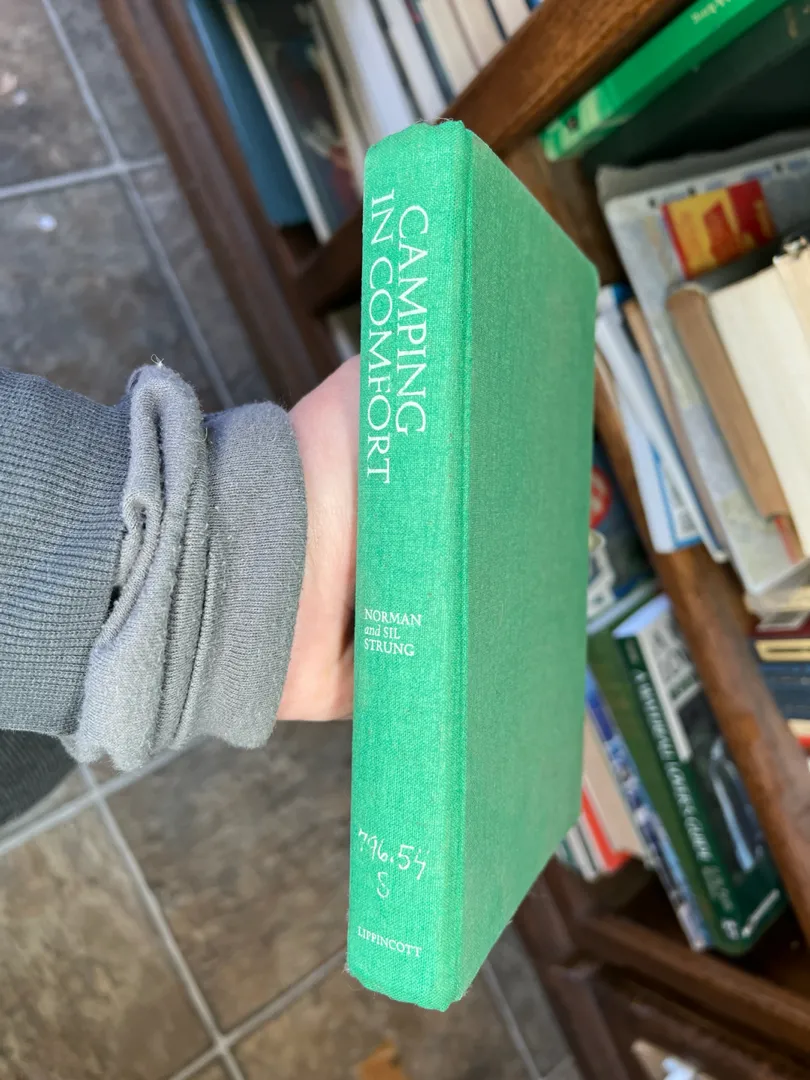 CAMPING
IN COMFORT
NORMAN
and SIL
STRUNG
796.54
S
LIPPINCOTT